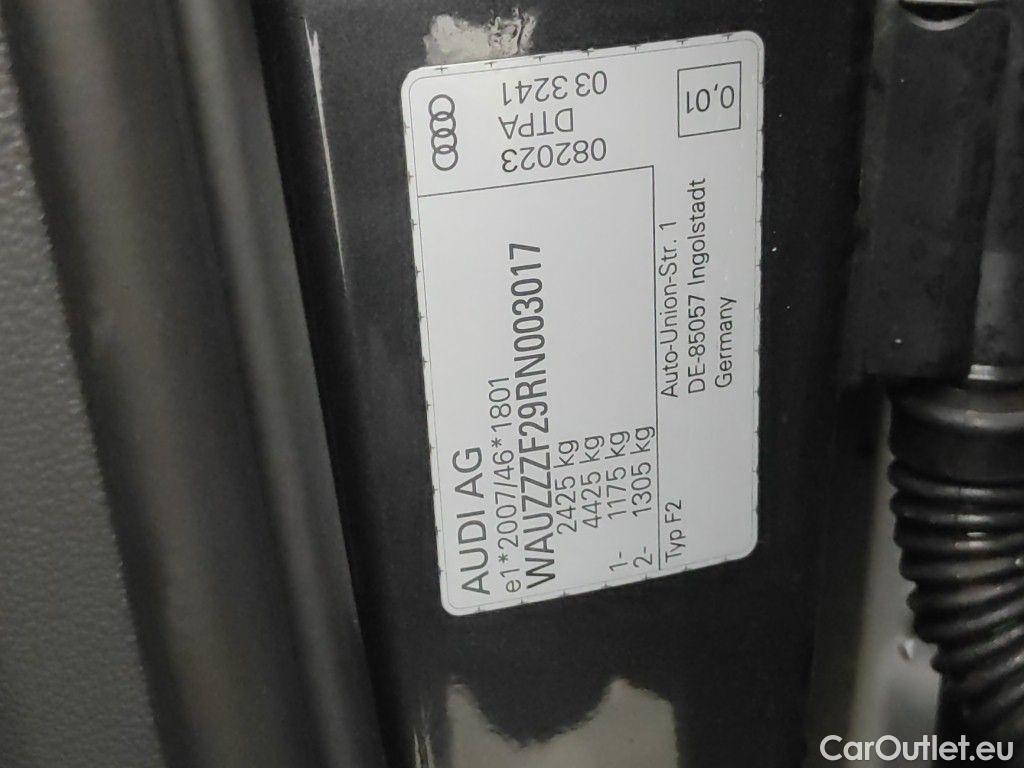 AUDI AG
e1*2007/46*1801
WAUZZZF29RN003017
2425 kg
4425 kg
1- 1175 kg
2- 1305 kg
Typ F2
Auto-Union-Str. 1
DE-85057 Ingolstadt
Germany
082023
DTPA
03 3241
0,01
CarOutlet.eu